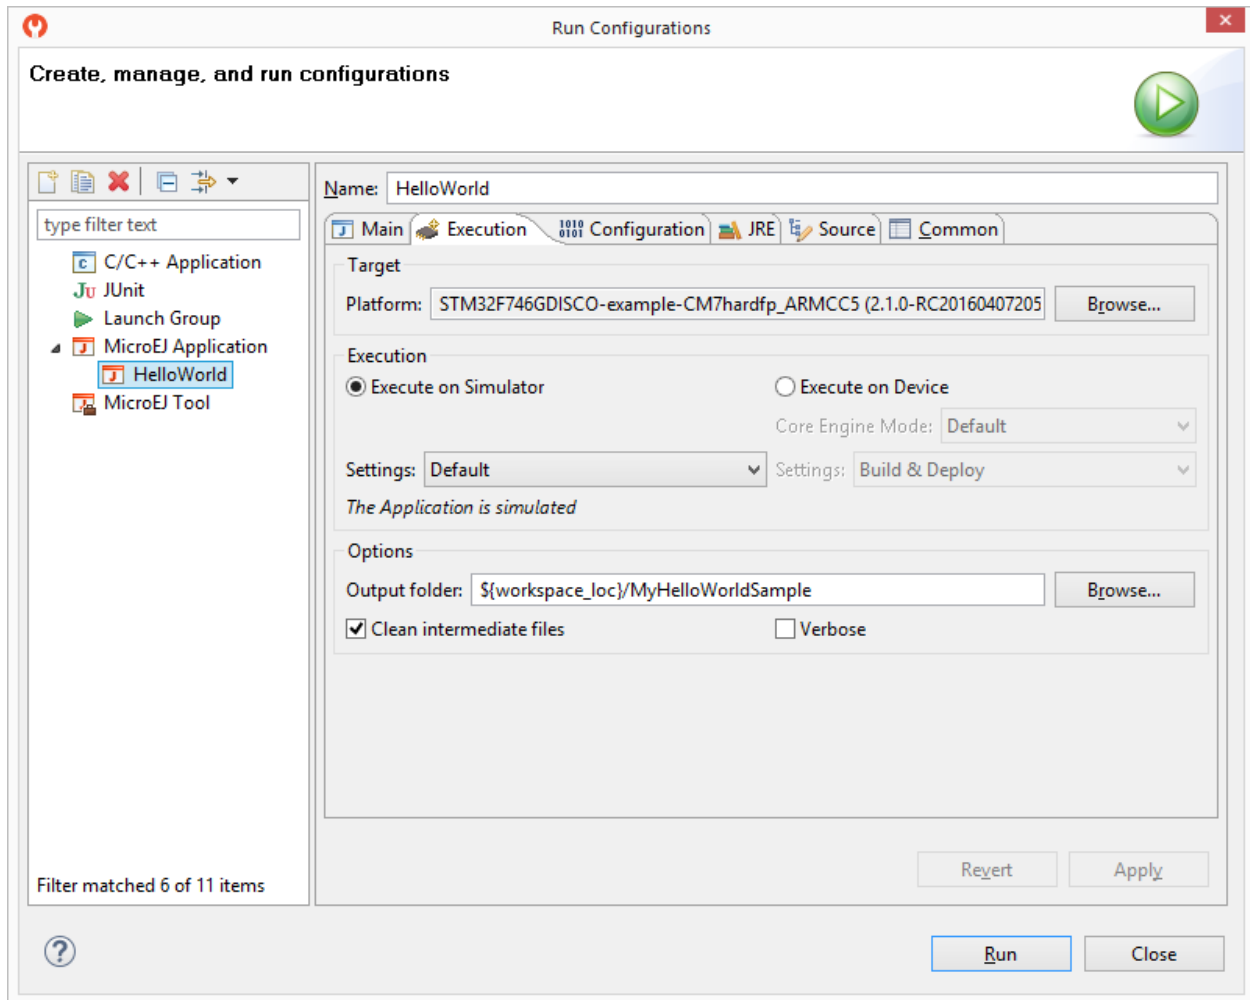 Run Configurations
Create, manage, and run configurations
type filter text
C/C++ Application
JUnit
Launch Group
MicroEJ Application
HelloWorld
MicroEJ Tool
Filter matched 6 of 11 items
Name: HelloWorld
Main Execution Configuration JRE Source Common
Target
Platform: STM32F746GDISCO-example-CM7hardfp_ARMCC5 (2.1.0-RC20160407205 Browse...
Execution
Execute on Simulator Execute on Device
Core Engine Mode: Default
Settings: Default Settings: Build & Deploy
The Application is simulated
Options
Output folder: ${workspace_loc}/MyHelloWorldSample Browse...
Clean intermediate files Verbose
Revert Apply
Run Close